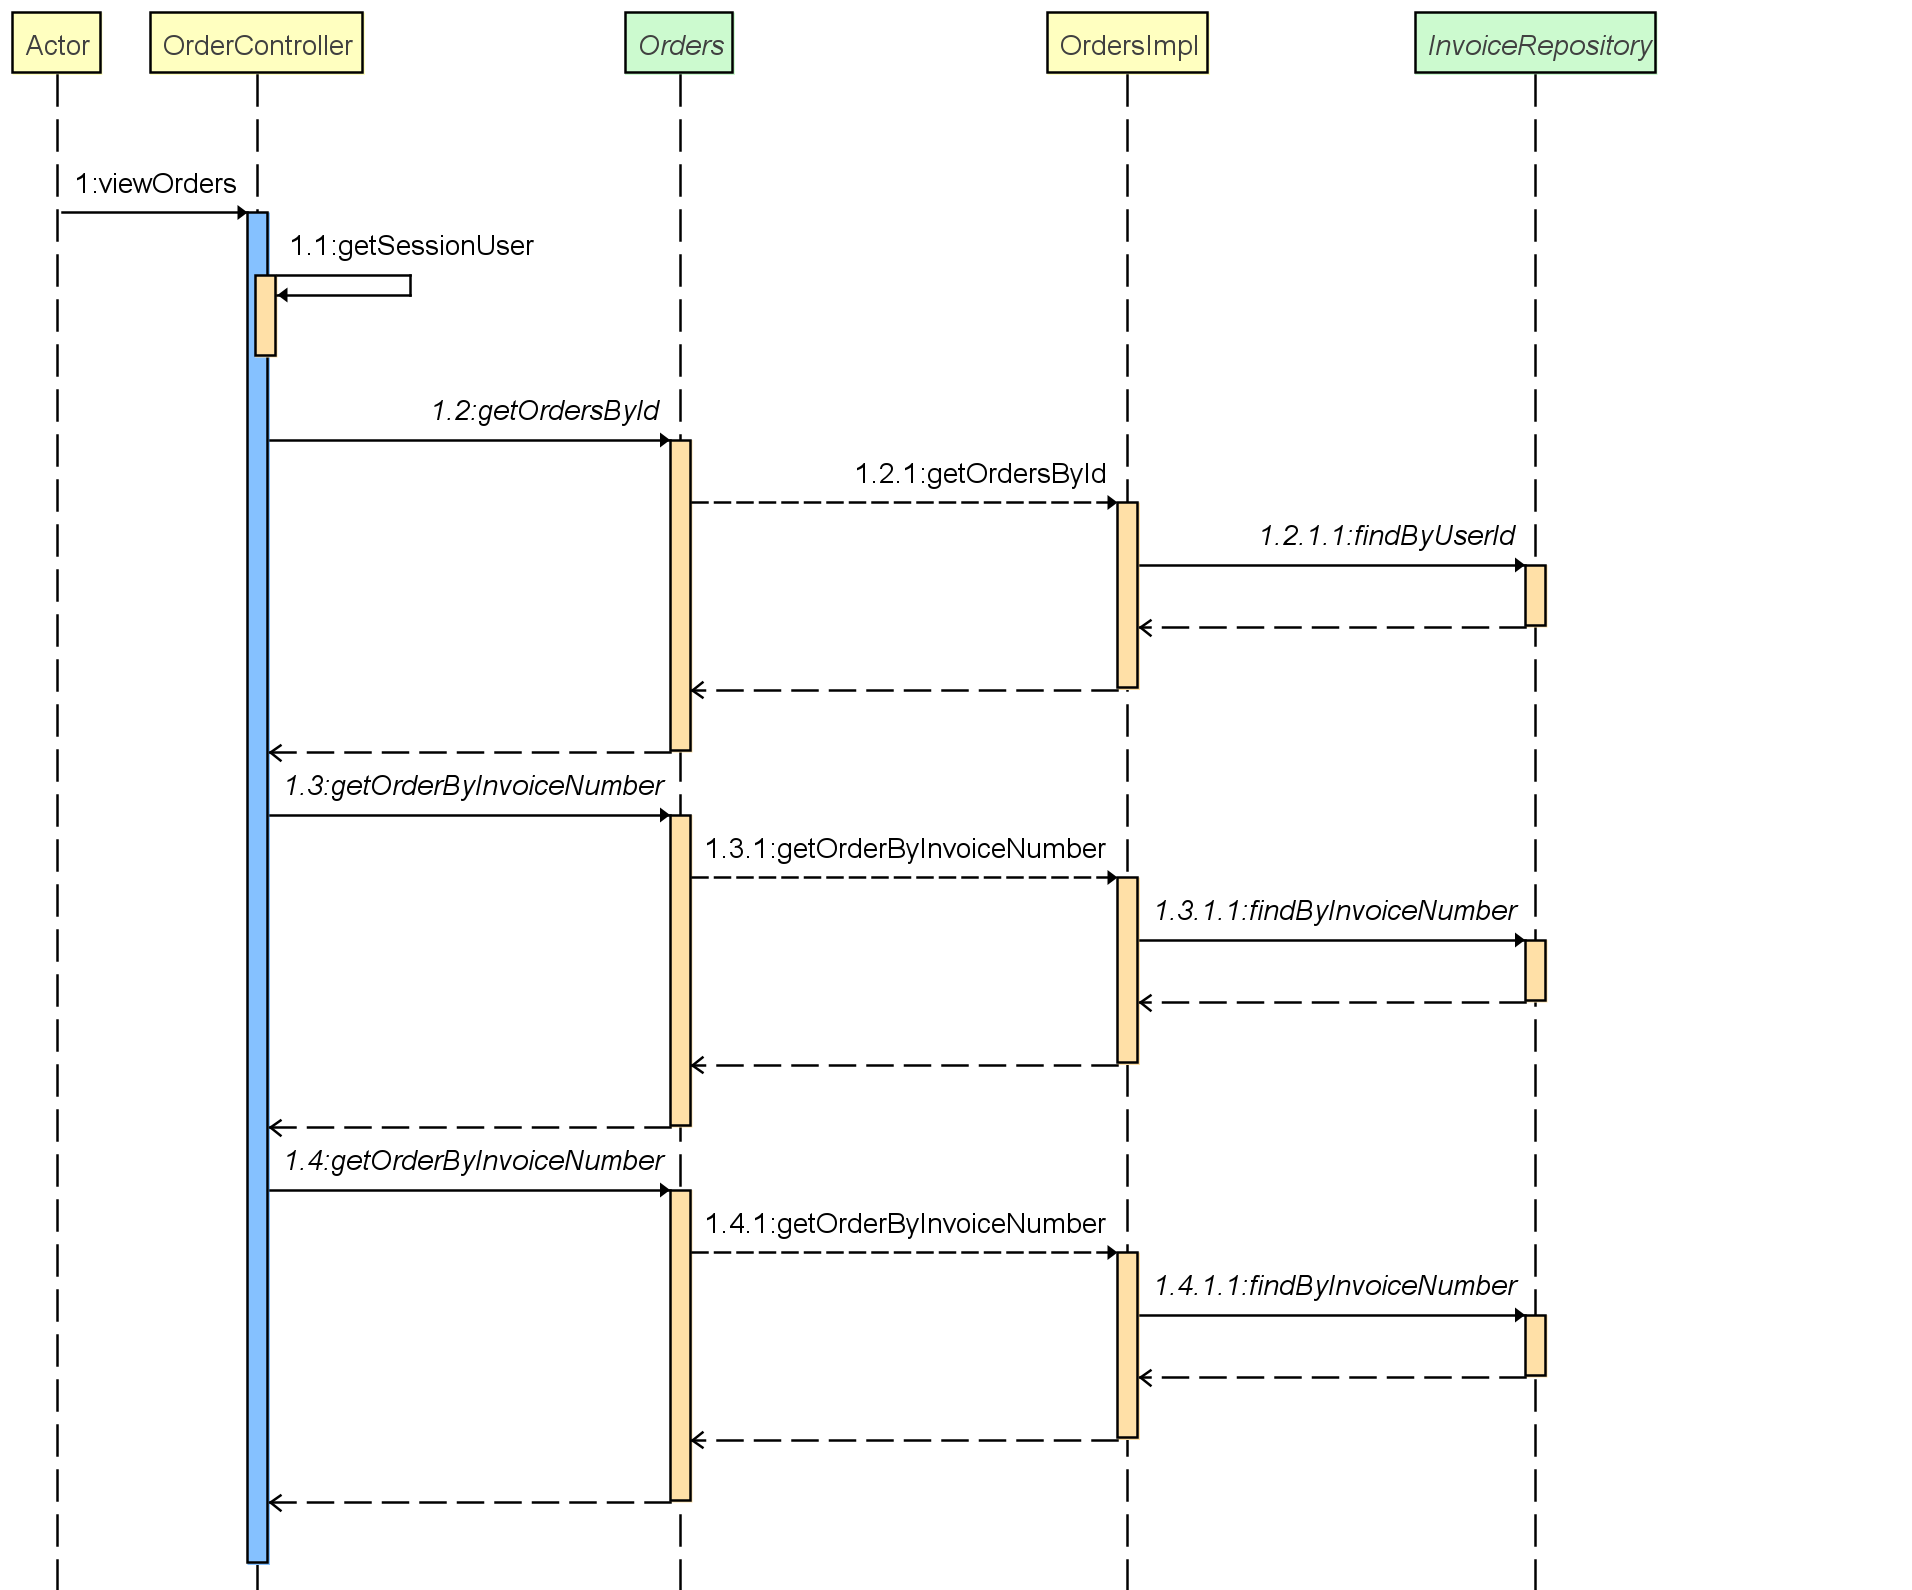 Actor
OrderController
Orders
OrdersImpl
InvoiceRepository
1:viewOrders
1.1:getSessionUser
1.2:getOrdersById
1.2.1:getOrdersById
1.2.1.1:findByUserId
1.3:getOrderByInvoiceNumber
1.3.1:getOrderByInvoiceNumber
1.3.1.1:findByInvoiceNumber
1.4:getOrderByInvoiceNumber
1.4.1:getOrderByInvoiceNumber
1.4.1.1:findByInvoiceNumber